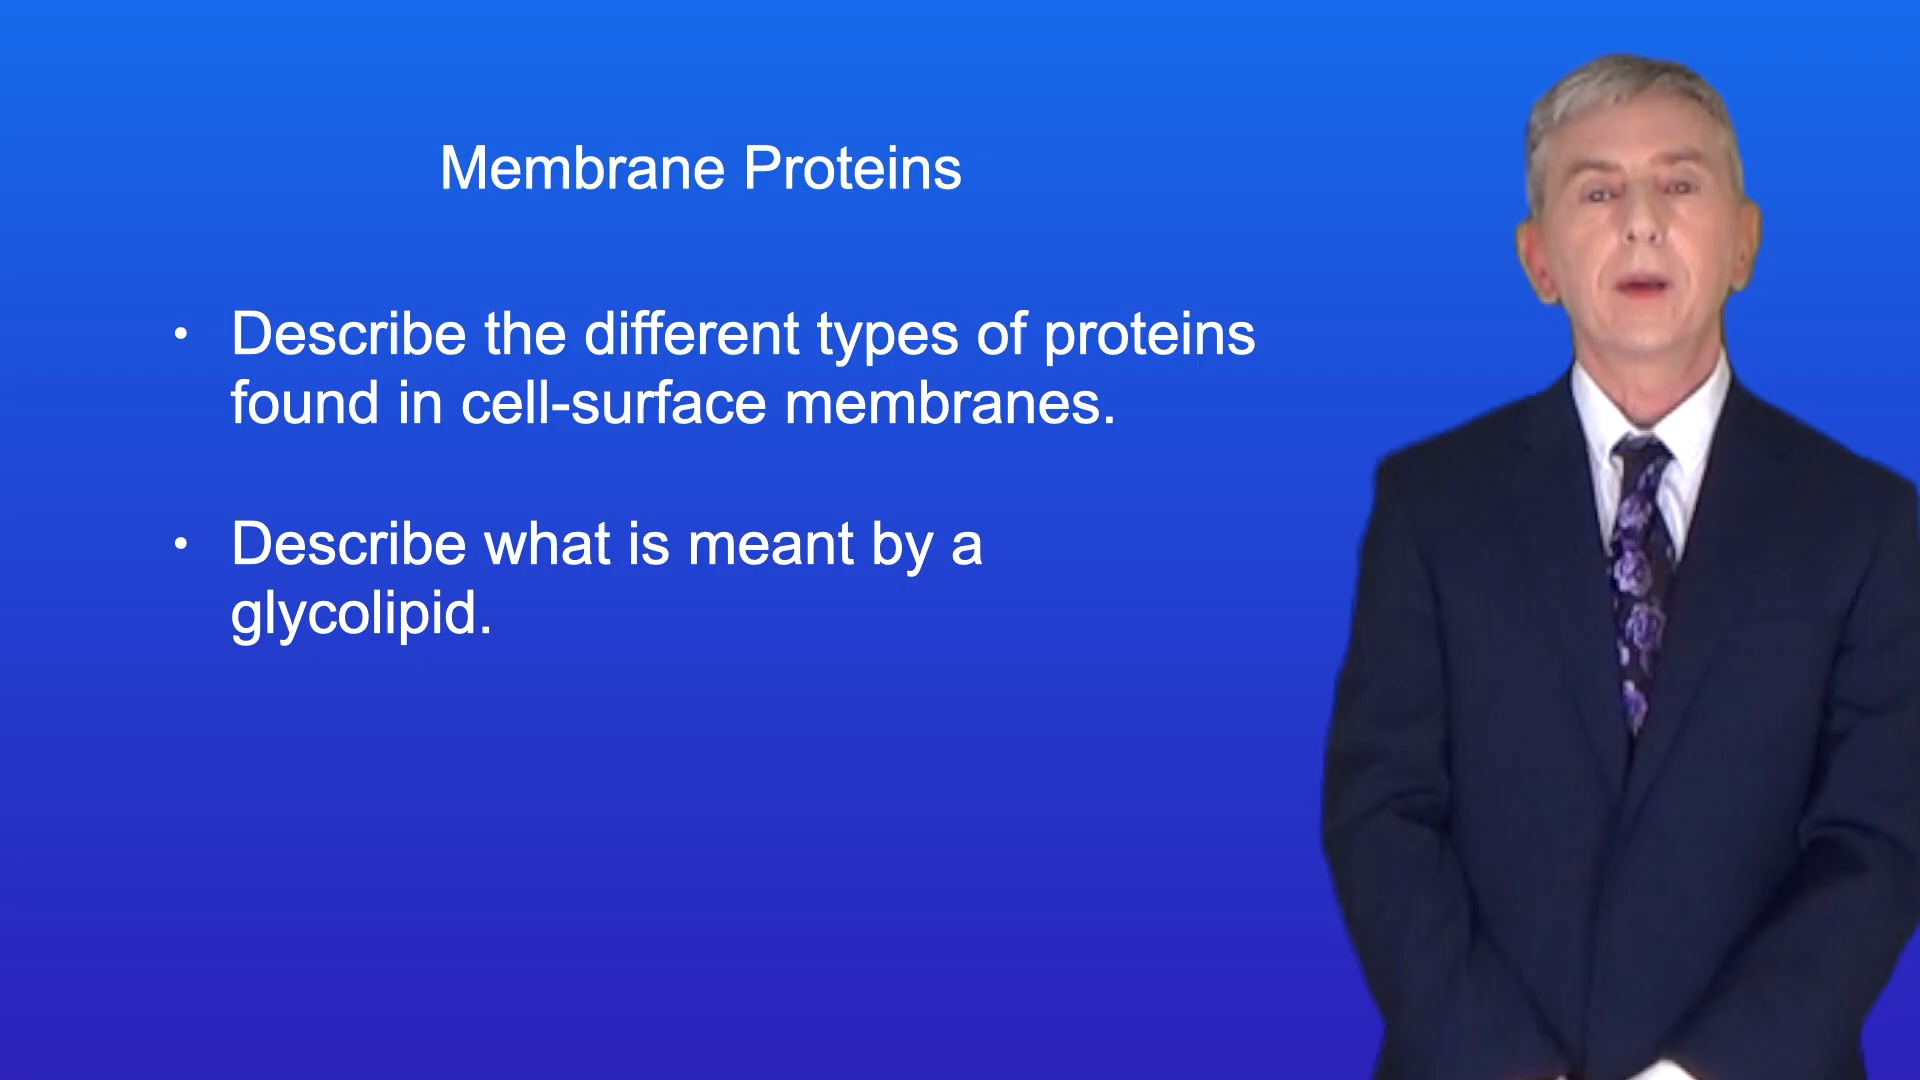 Membrane Proteins
• Describe the different types of proteins
found in cell-surface membranes.
• Describe what is meant by a
glycolipid.